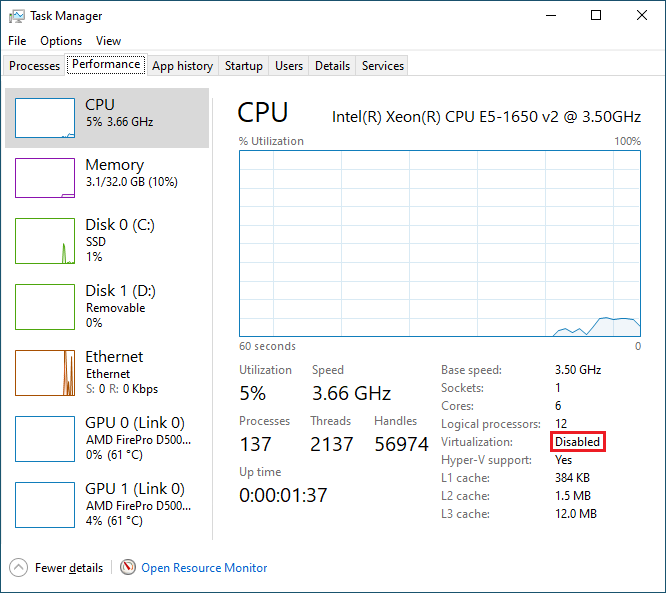 Task Manager
File Options View
Processes Performance App history Startup Users Details Services
CPU
5% 3.66 GHz
Memory
3.1/32.0 GB (10%)
Disk 0 (C:)
SSD
1%
Disk 1 (D:)
Removable
0%
Ethernet
Ethernet
S: 0 R: 0 Kbps
GPU 0 (Link 0)
AMD FirePro D500...
0% (61 °C)
GPU 1 (Link 0)
AMD FirePro D500...
4% (61 °C)
CPU Intel(R) Xeon(R) CPU E5-1650 v2 @ 3.50GHz
% Utilization 100%
60 seconds 0
Utilization Speed
5% 3.66 GHz
Processes Threads Handles
137 2137 56974
Up time
0:00:01:37
Base speed: 3.50 GHz
Sockets: 1
Cores: 6
Logical processors: 12
Virtualization: Disabled
Hyper-V support: Yes
L1 cache: 384 KB
L2 cache: 1.5 MB
L3 cache: 12.0 MB
Fewer details Open Resource Monitor